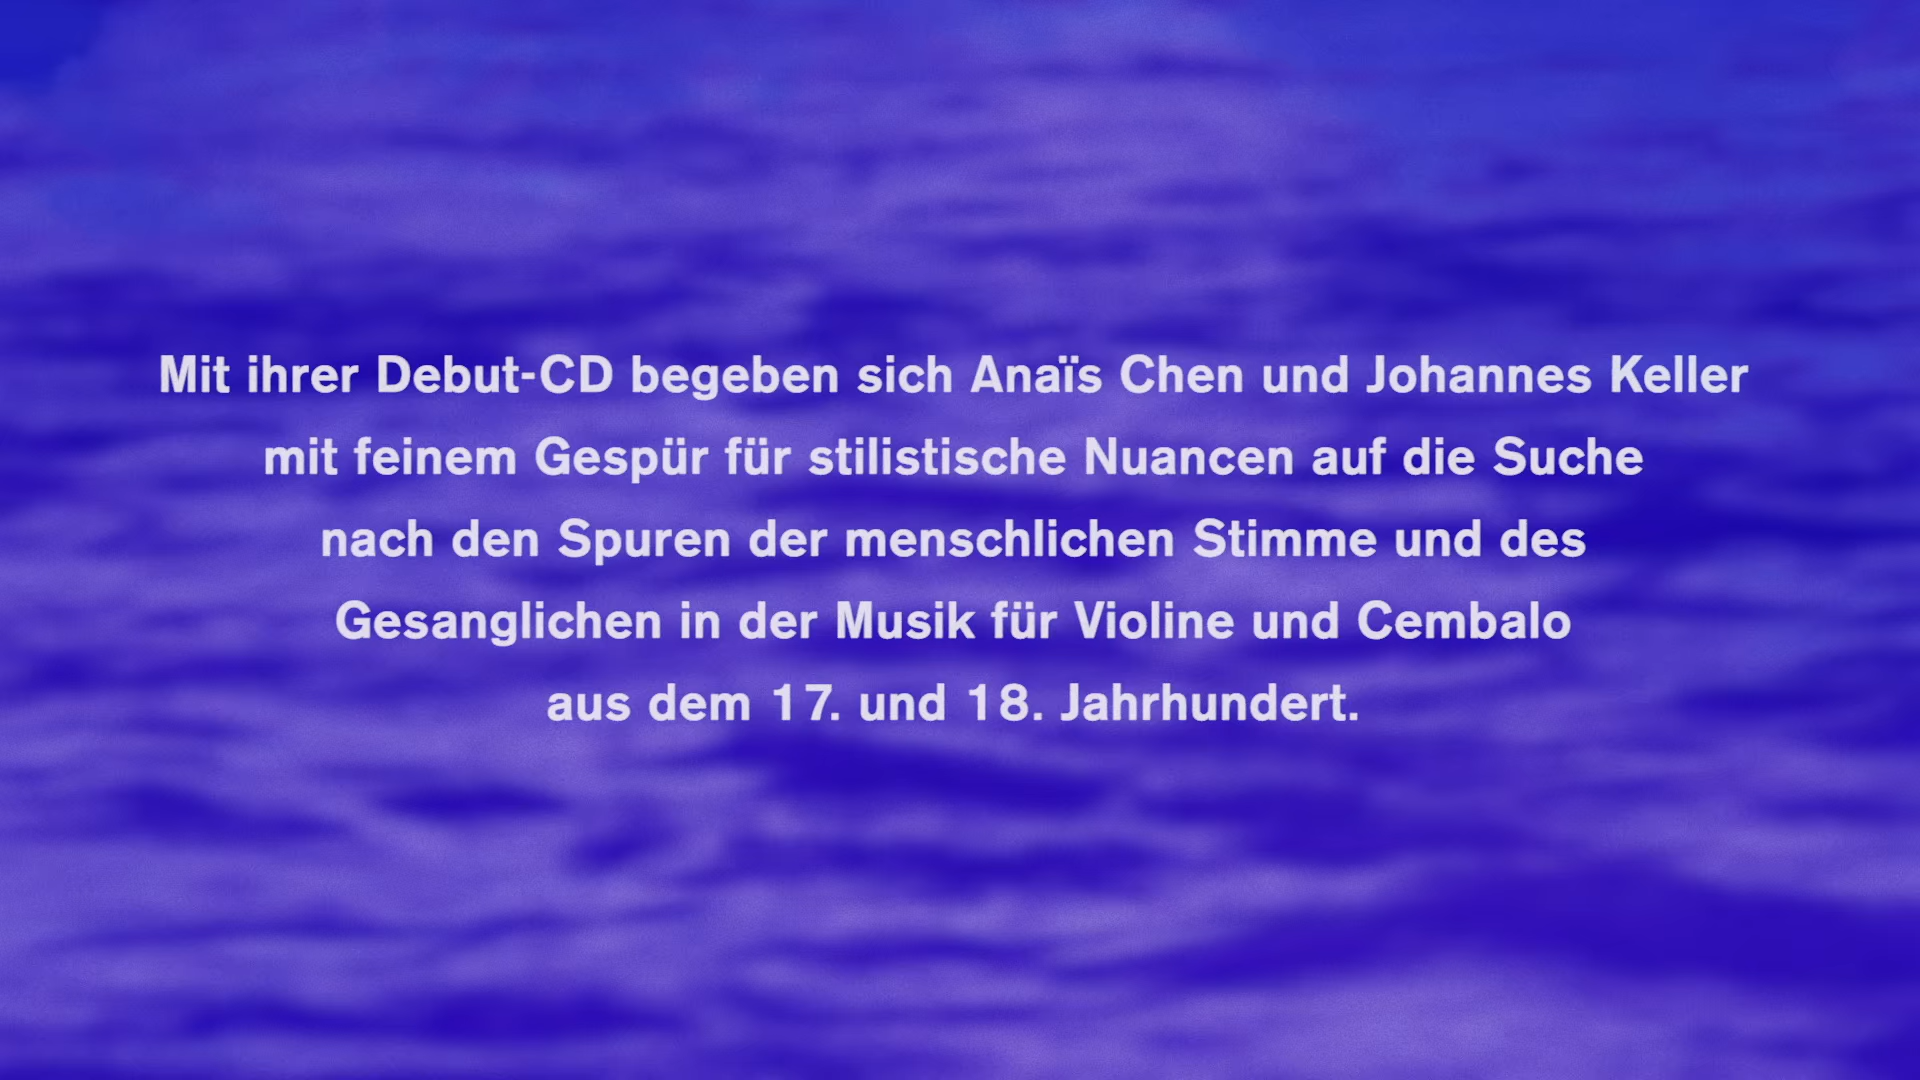 Mit ihrer Debut-CD begeben sich Anaïs Chen und Johannes Keller
mit feinem Gespür für stilistische Nuancen auf die Suche
nach den Spuren der menschlichen Stimme und des
Gesanglichen in der Musik für Violine und Cembalo
aus dem 17. und 18. Jahrhundert.